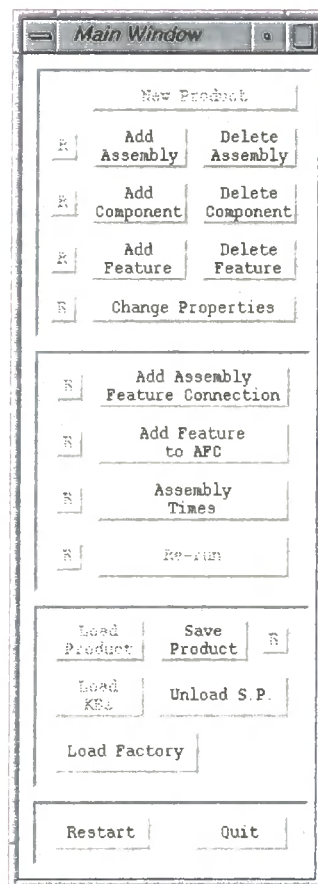 Main Window
New Product
Add Assembly
Delete Assembly
R
Add Component
Delete Component
R
Add Feature
Delete Feature
R
Change Properties
R
Add Assembly Feature Connection
R
Add Feature to AFC
R
Assembly Times
R
Re-run
R
Load Product
Save Product
R
Load
Unload S.P.
Load Factory
Restart
Quit